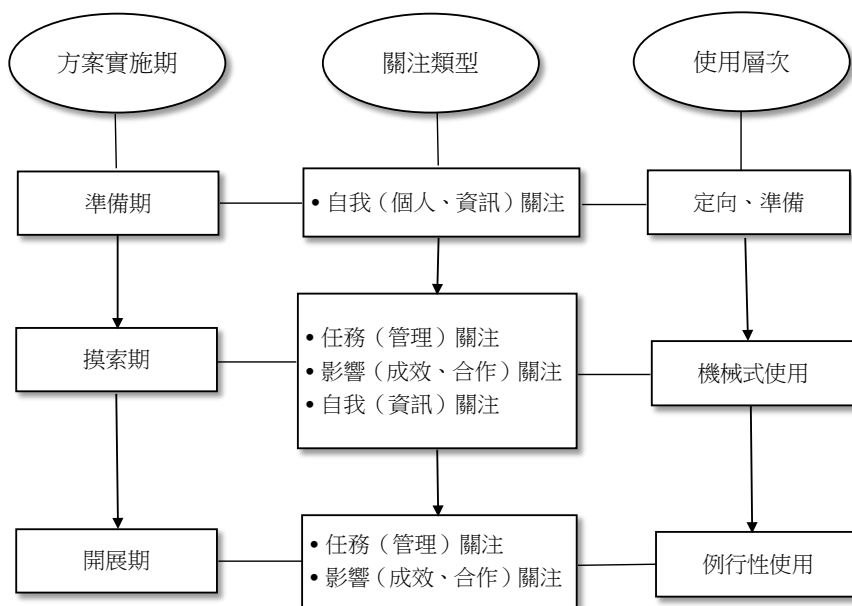 方案實施期
關注類型
使用層次
準備期
• 自我（個人、資訊）關注
定向、準備
摸索期
• 任務（管理）關注
• 影響（成效、合作）關注
• 自我（資訊）關注
機械式使用
開展期
• 任務（管理）關注
• 影響（成效、合作）關注
例行性使用